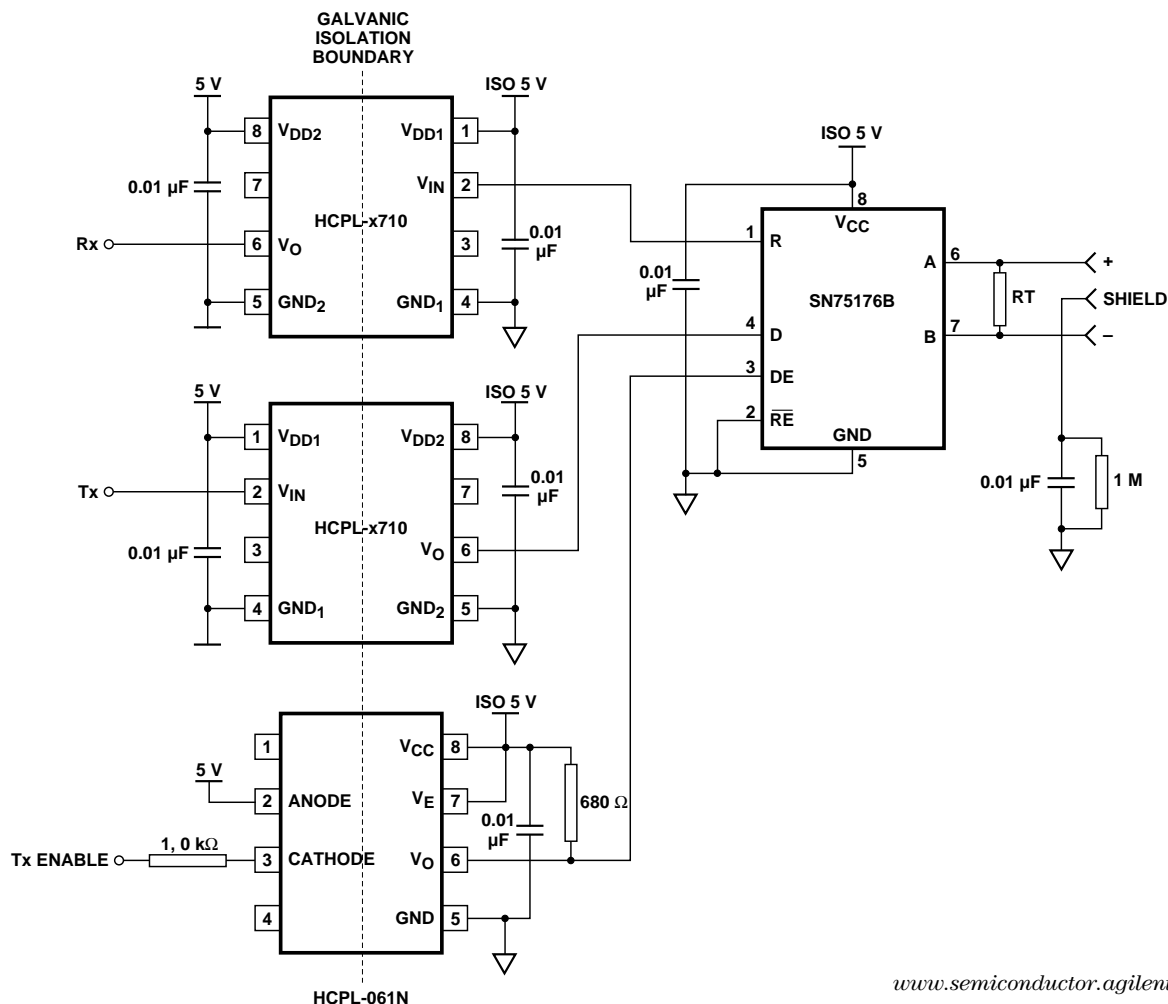 GALVANIC
ISOLATION
BOUNDARY
5 V
ISO 5 V
8 VDD2
VDD1 1
0.01 µF
7
VIN 2
HCPL-x710
Rx
6 VO
3
0.01
µF
5 GND2
GND1 4
5 V
ISO 5 V
1 VDD1
VDD2 8
Tx
2 VIN
7
0.01
µF
HCPL-x710
0.01 µF
3
VO 6
4 GND1
GND2 5
ISO 5 V
1
VCC 8
5 V
2 ANODE
VE 7
680 Ω
0.01
µF
1, 0 kΩ
Tx ENABLE
3 CATHODE
VO 6
4
GND 5
HCPL-061N
ISO 5 V
8
VCC
1 R
0.01
µF
A 6
+
SN75176B
RT
SHIELD
4 D
B 7
–
3 DE
2 RE
GND
5
0.01 µF
1 M
www.semiconductor.agilent